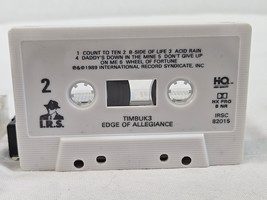 1 COUNT TO TEN 2 B-SIDE OF LIFE 3 ACID RAIN
4 DADDY'S DOWN IN THE MINE 5 DON'T GIVE UP
ON ME 6 WHEEL OF FORTUNE
℗&©1989 INTERNATIONAL RECORD SYNDICATE, INC
2
HQ
I.R.S.
HX PRO
B NR
IRSC
82015
TIMBUK3
EDGE OF ALLEGIANCE